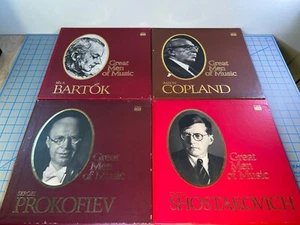 Great
Men
of Music
BÉLA
BARTÓK
Great
Men
of Music
AARON
COPLAND
Great
Men
of Music
SERGEI
PROKOFIEV
Great
Men
of Music
SHOSTAKOVICH